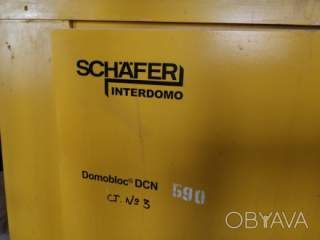 SCHÄFER
INTERDOMO
Domobloc® DCN 590
СТ. № 3
OBYAVA